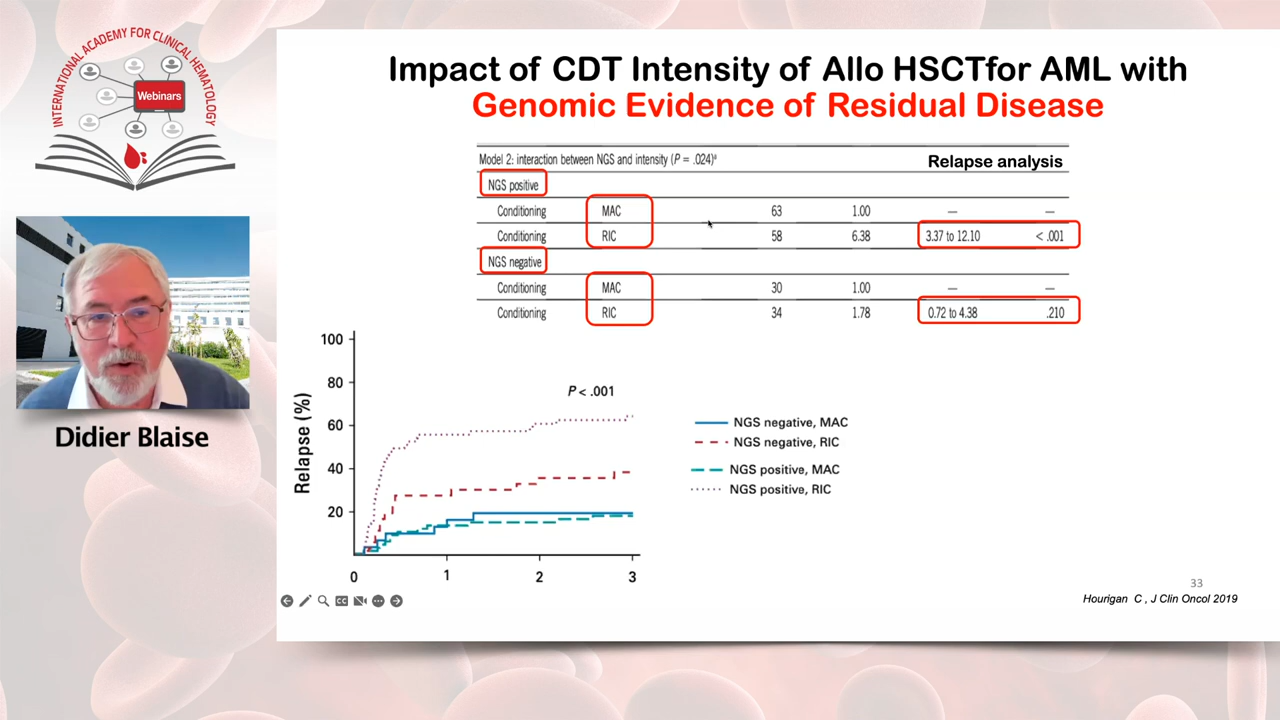 INTERNATIONAL ACADEMY FOR CLINICAL HEMATOLOGY
Webinars
Didier Blaise
Impact of CDT Intensity of Allo HSCTfor AML with
Genomic Evidence of Residual Disease
Model 2: interaction between NGS and intensity (P = .024)ª
Relapse analysis
NGS positive
Conditioning MAC 63 1.00 — —
Conditioning RIC 58 6.38 3.37 to 12.10 < .001
NGS negative
Conditioning MAC 30 1.00 — —
Conditioning RIC 34 1.78 0.72 to 4.38 .210
Relapse (%)
100
80
60
40
20
0 1 2 3
P < .001
NGS negative, MAC
NGS negative, RIC
NGS positive, MAC
NGS positive, RIC
CC
33
Hourigan C , J Clin Oncol 2019